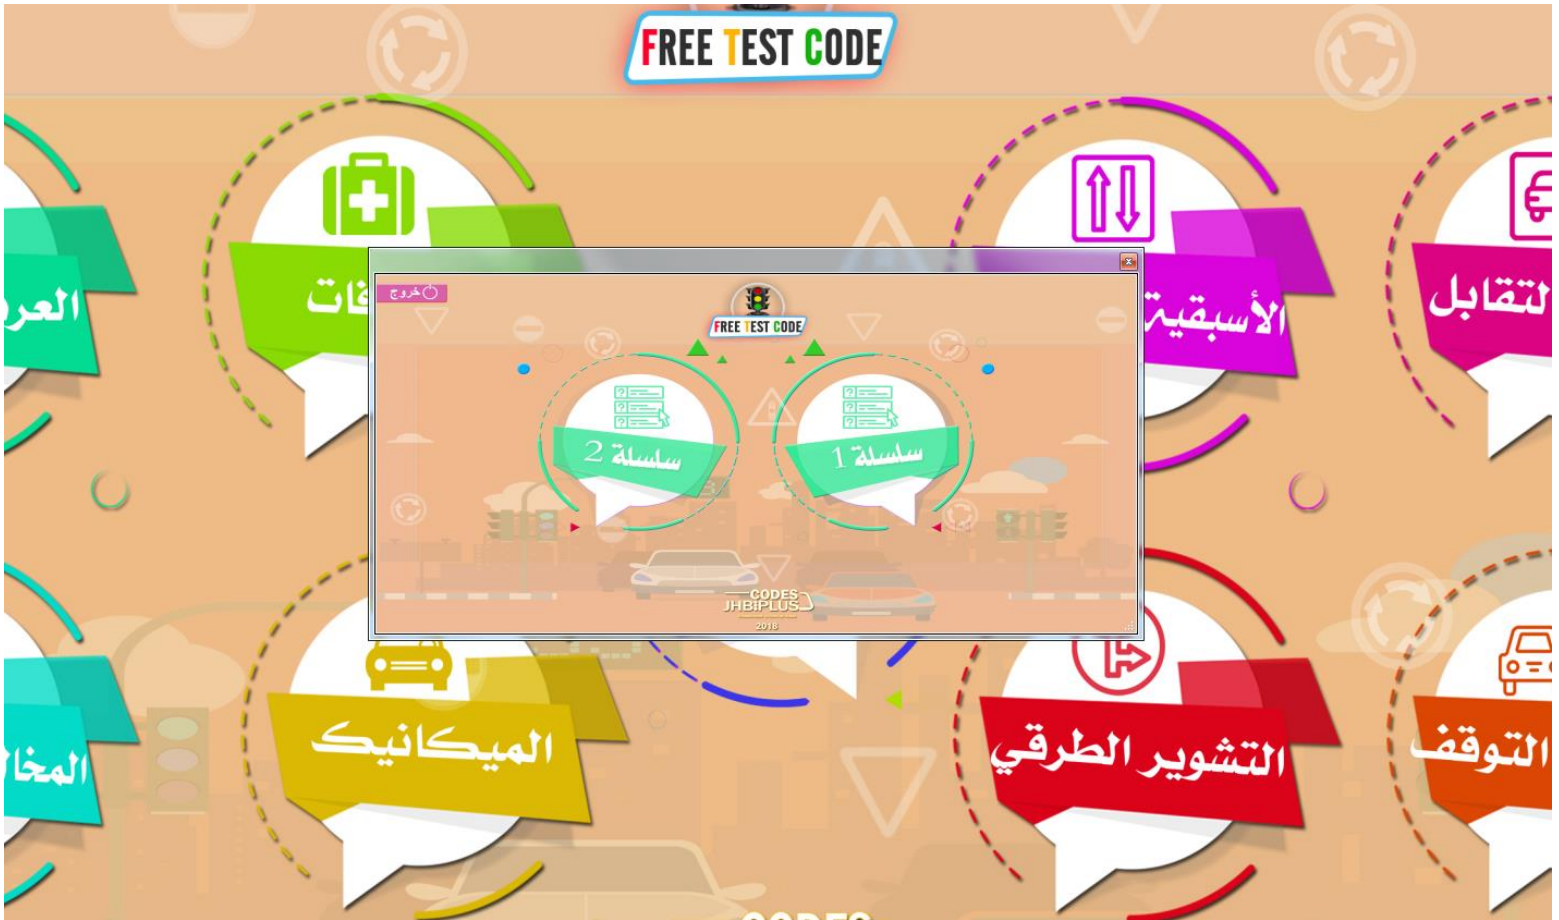 FREE TEST CODE
الأسبقية
خروج
FREE TEST CODE
سلسلة 1
سلسلة 2
CODES
JHBiPLUS
2018
التوقف
التشوير الطرقي
الميكانيك
CODES